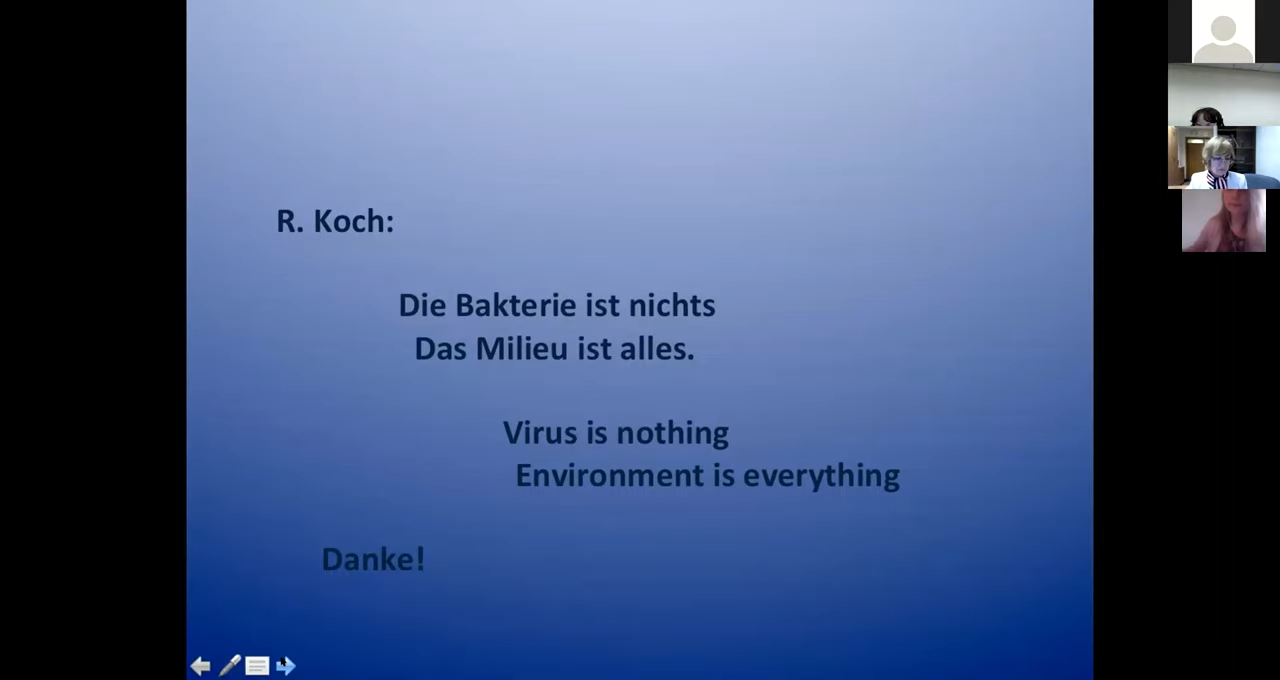 R. Koch:
Die Bakterie ist nichts
Das Milieu ist alles.
Virus is nothing
Environment is everything
Danke!